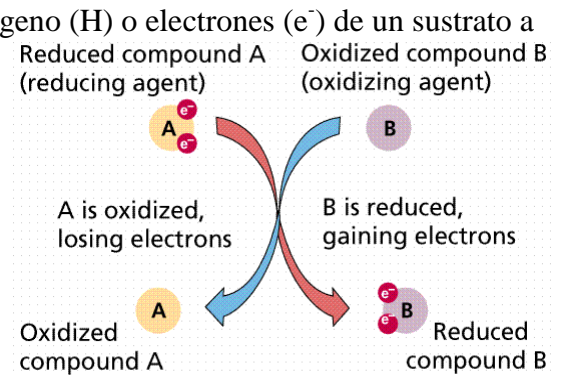 geno (H) o electrones (e⁻) de un sustrato a
Reduced compound A
(reducing agent)
Oxidized compound B
(oxidizing agent)
A
e⁻
e⁻
B
A is oxidized,
losing electrons
B is reduced,
gaining electrons
A
e⁻
e⁻
B
Oxidized
compound A
Reduced
compound B